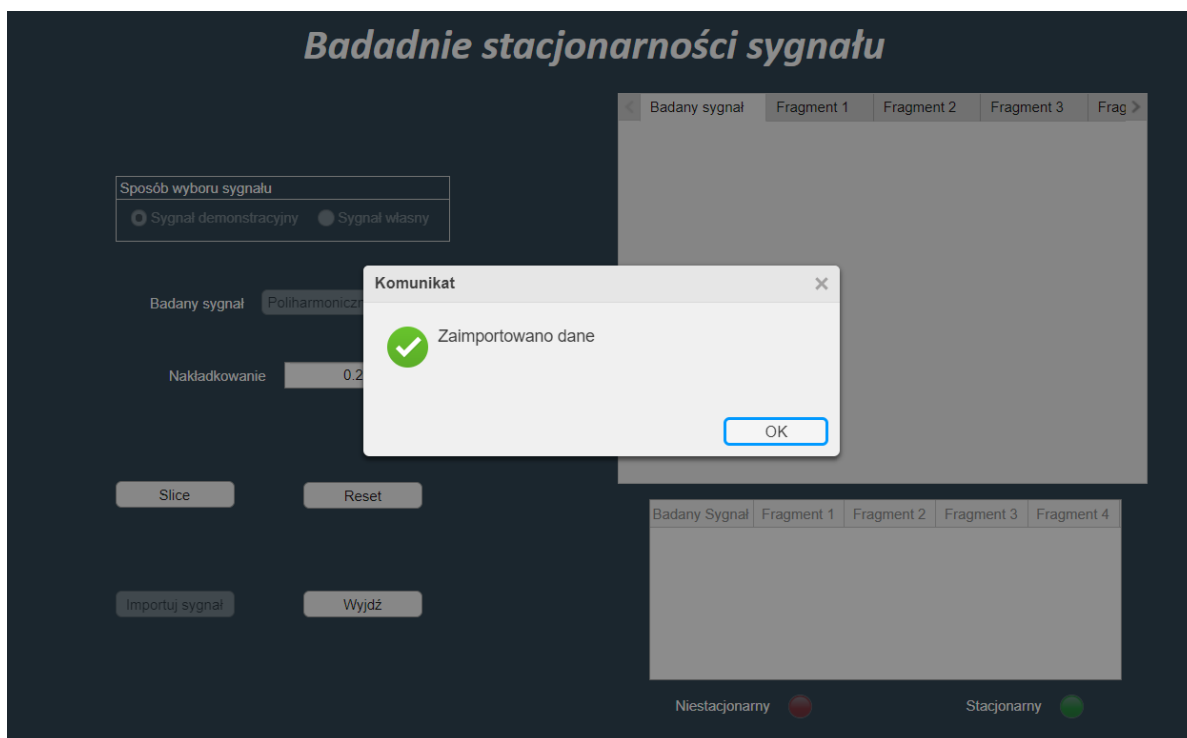 Badadnie stacjonarności sygnału
Badany sygnał Fragment 1 Fragment 2 Fragment 3 Frag
Sposób wyboru sygnału
Sygnał demonstracyjny Sygnał własny
Komunikat
Badany sygnał
Zaimportowano dane
Nakładkowanie 0.2
OK
Slice Reset
Badany Sygnał Fragment 1 Fragment 2 Fragment 3 Fragment 4
Importuj sygnał Wyjdź
Niestacjonarny Stacjonarny